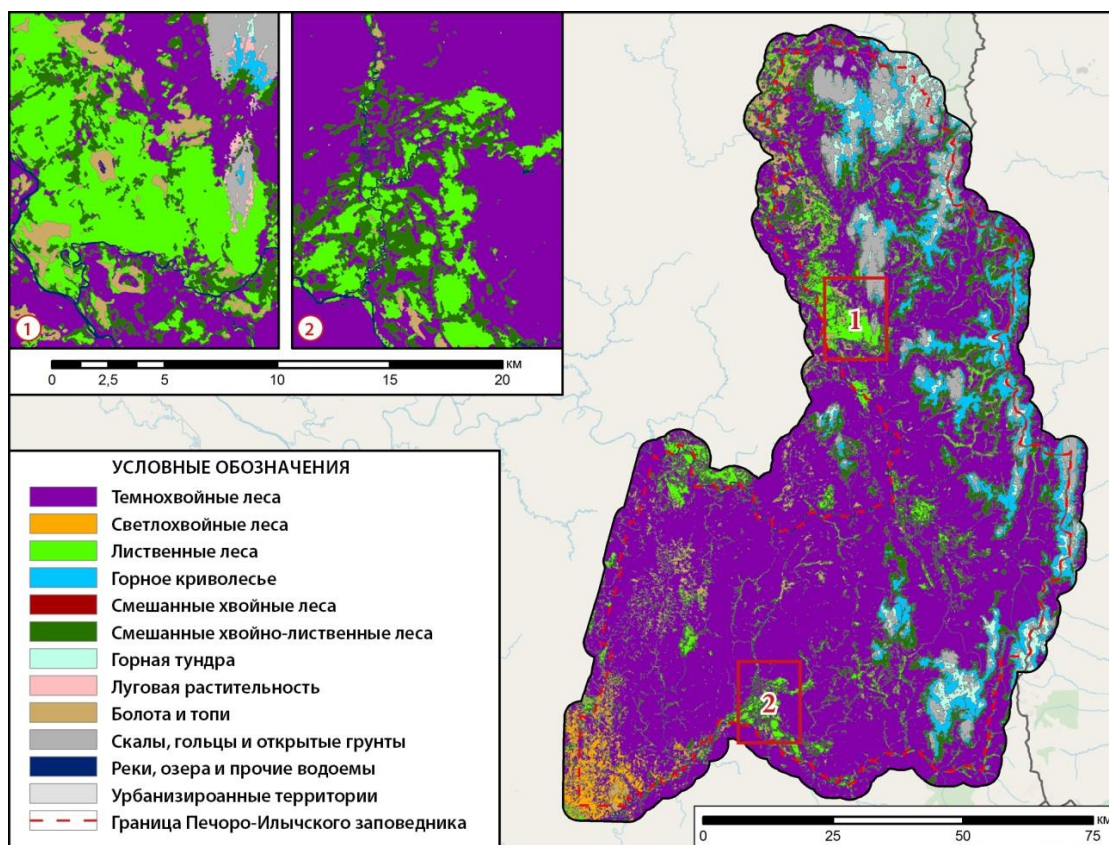 1
2
км
0
2,5
5
10
15
20
УСЛОВНЫЕ ОБОЗНАЧЕНИЯ
Темнохвойные леса
Светлохвойные леса
Лиственные леса
Горное криволесье
Смешанные хвойные леса
Смешанные хвойно-лиственные леса
Горная тундра
Луговая растительность
Болота и топи
Скалы, гольцы и открытые грунты
Реки, озера и прочие водоемы
Урбанизироанные территории
Граница Печоро-Илычского заповедника
1
2
км
0
25
50
75